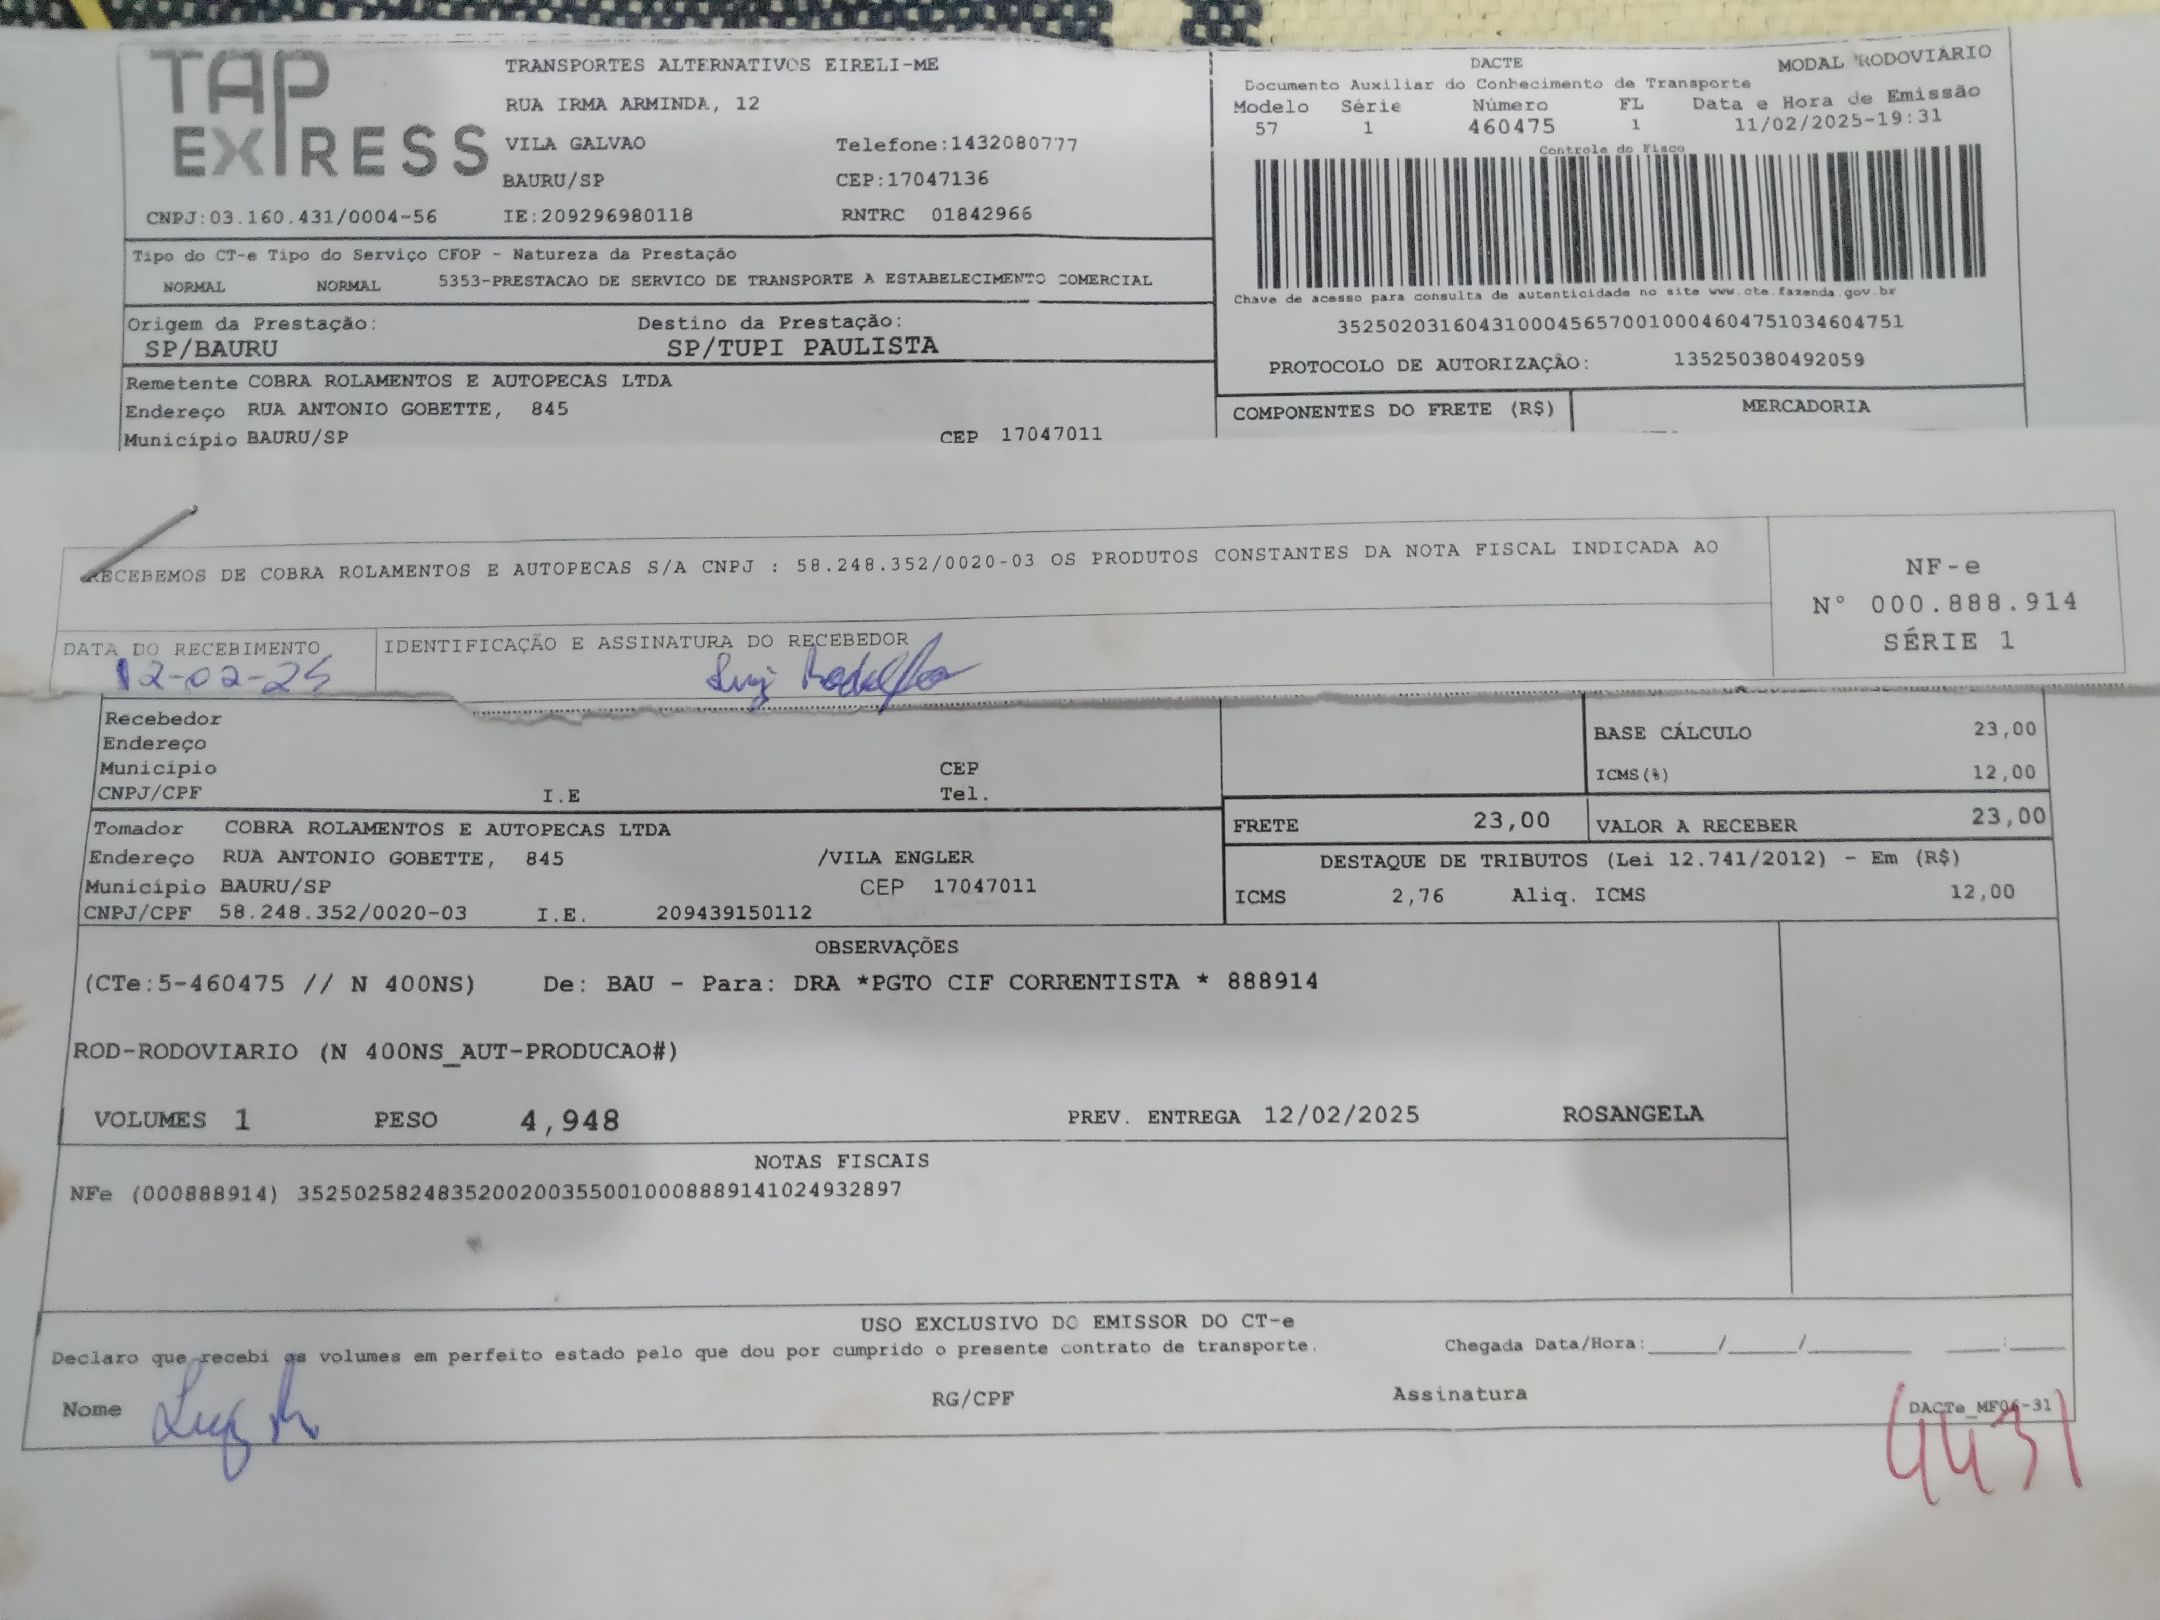 TAP
EXPRESS
TRANSPORTES ALTERNATIVOS EIRELI-ME
RUA IRMA ARMINDA, 12
VILA GALVAO Telefone:1432080777
BAURU/SP CEP:17047136
CNPJ:03.160.431/0004-56 IE:209296980118 RNTRC 01842966
DACTE MODAL RODOVIÁRIO
Documento Auxiliar do Conhecimento de Transporte
Modelo Série Número FL Data e Hora de Emissão
57 1 460475 1 11/02/2025-19:31
Controle do Fisco
Chave de acesso para consulta de autenticidade no site www.cte.fazenda.gov.br
35250203160431000456570010004604751034604751
PROTOCOLO DE AUTORIZAÇÃO: 135250380492059
Tipo do CT-e Tipo do Serviço CFOP - Natureza da Prestação
NORMAL NORMAL 5353-PRESTACAO DE SERVICO DE TRANSPORTE A ESTABELECIMENTO COMERCIAL
Origem da Prestação: Destino da Prestação:
SP/BAURU SP/TUPI PAULISTA
Remetente COBRA ROLAMENTOS E AUTOPECAS LTDA
Endereço RUA ANTONIO GOBETTE, 845
Município BAURU/SP CEP 17047011
COMPONENTES DO FRETE (R$) MERCADORIA
RECEBEMOS DE COBRA ROLAMENTOS E AUTOPECAS S/A CNPJ : 58.248.352/0020-03 OS PRODUTOS CONSTANTES DA NOTA FISCAL INDICADA AO
NF-e
N° 000.888.914
SÉRIE 1
DATA DO RECEBIMENTO IDENTIFICAÇÃO E ASSINATURA DO RECEBEDOR
12-02-25 Luiz Rodolfo
Recebedor
Endereço
Município CEP
CNPJ/CPF I.E Tel.
BASE CÁLCULO 23,00
ICMS(%) 12,00
FRETE 23,00 VALOR A RECEBER 23,00
Tomador COBRA ROLAMENTOS E AUTOPECAS LTDA
Endereço RUA ANTONIO GOBETTE, 845 /VILA ENGLER
Município BAURU/SP CEP 17047011
CNPJ/CPF 58.248.352/0020-03 I.E. 209439150112
DESTAQUE DE TRIBUTOS (Lei 12.741/2012) - Em (R$)
ICMS 2,76 Aliq. ICMS 12,00
OBSERVAÇÕES
(CTe:5-460475 // N 400NS) De: BAU - Para: DRA *PGTO CIF CORRENTISTA * 888914
ROD-RODOVIARIO (N 400NS_AUT-PRODUCAO#)
VOLUMES 1 PESO 4,948 PREV. ENTREGA 12/02/2025 ROSANGELA
NOTAS FISCAIS
NFe (000888914) 35250258248352002003550010008889141024932897
USO EXCLUSIVO DO EMISSOR DO CT-e
Declaro que recebi os volumes em perfeito estado pelo que dou por cumprido o presente contrato de transporte. Chegada Data/Hora:______/______/_________ _____:_____
Nome Luiz R RG/CPF Assinatura DACTe_MF06-31
4431